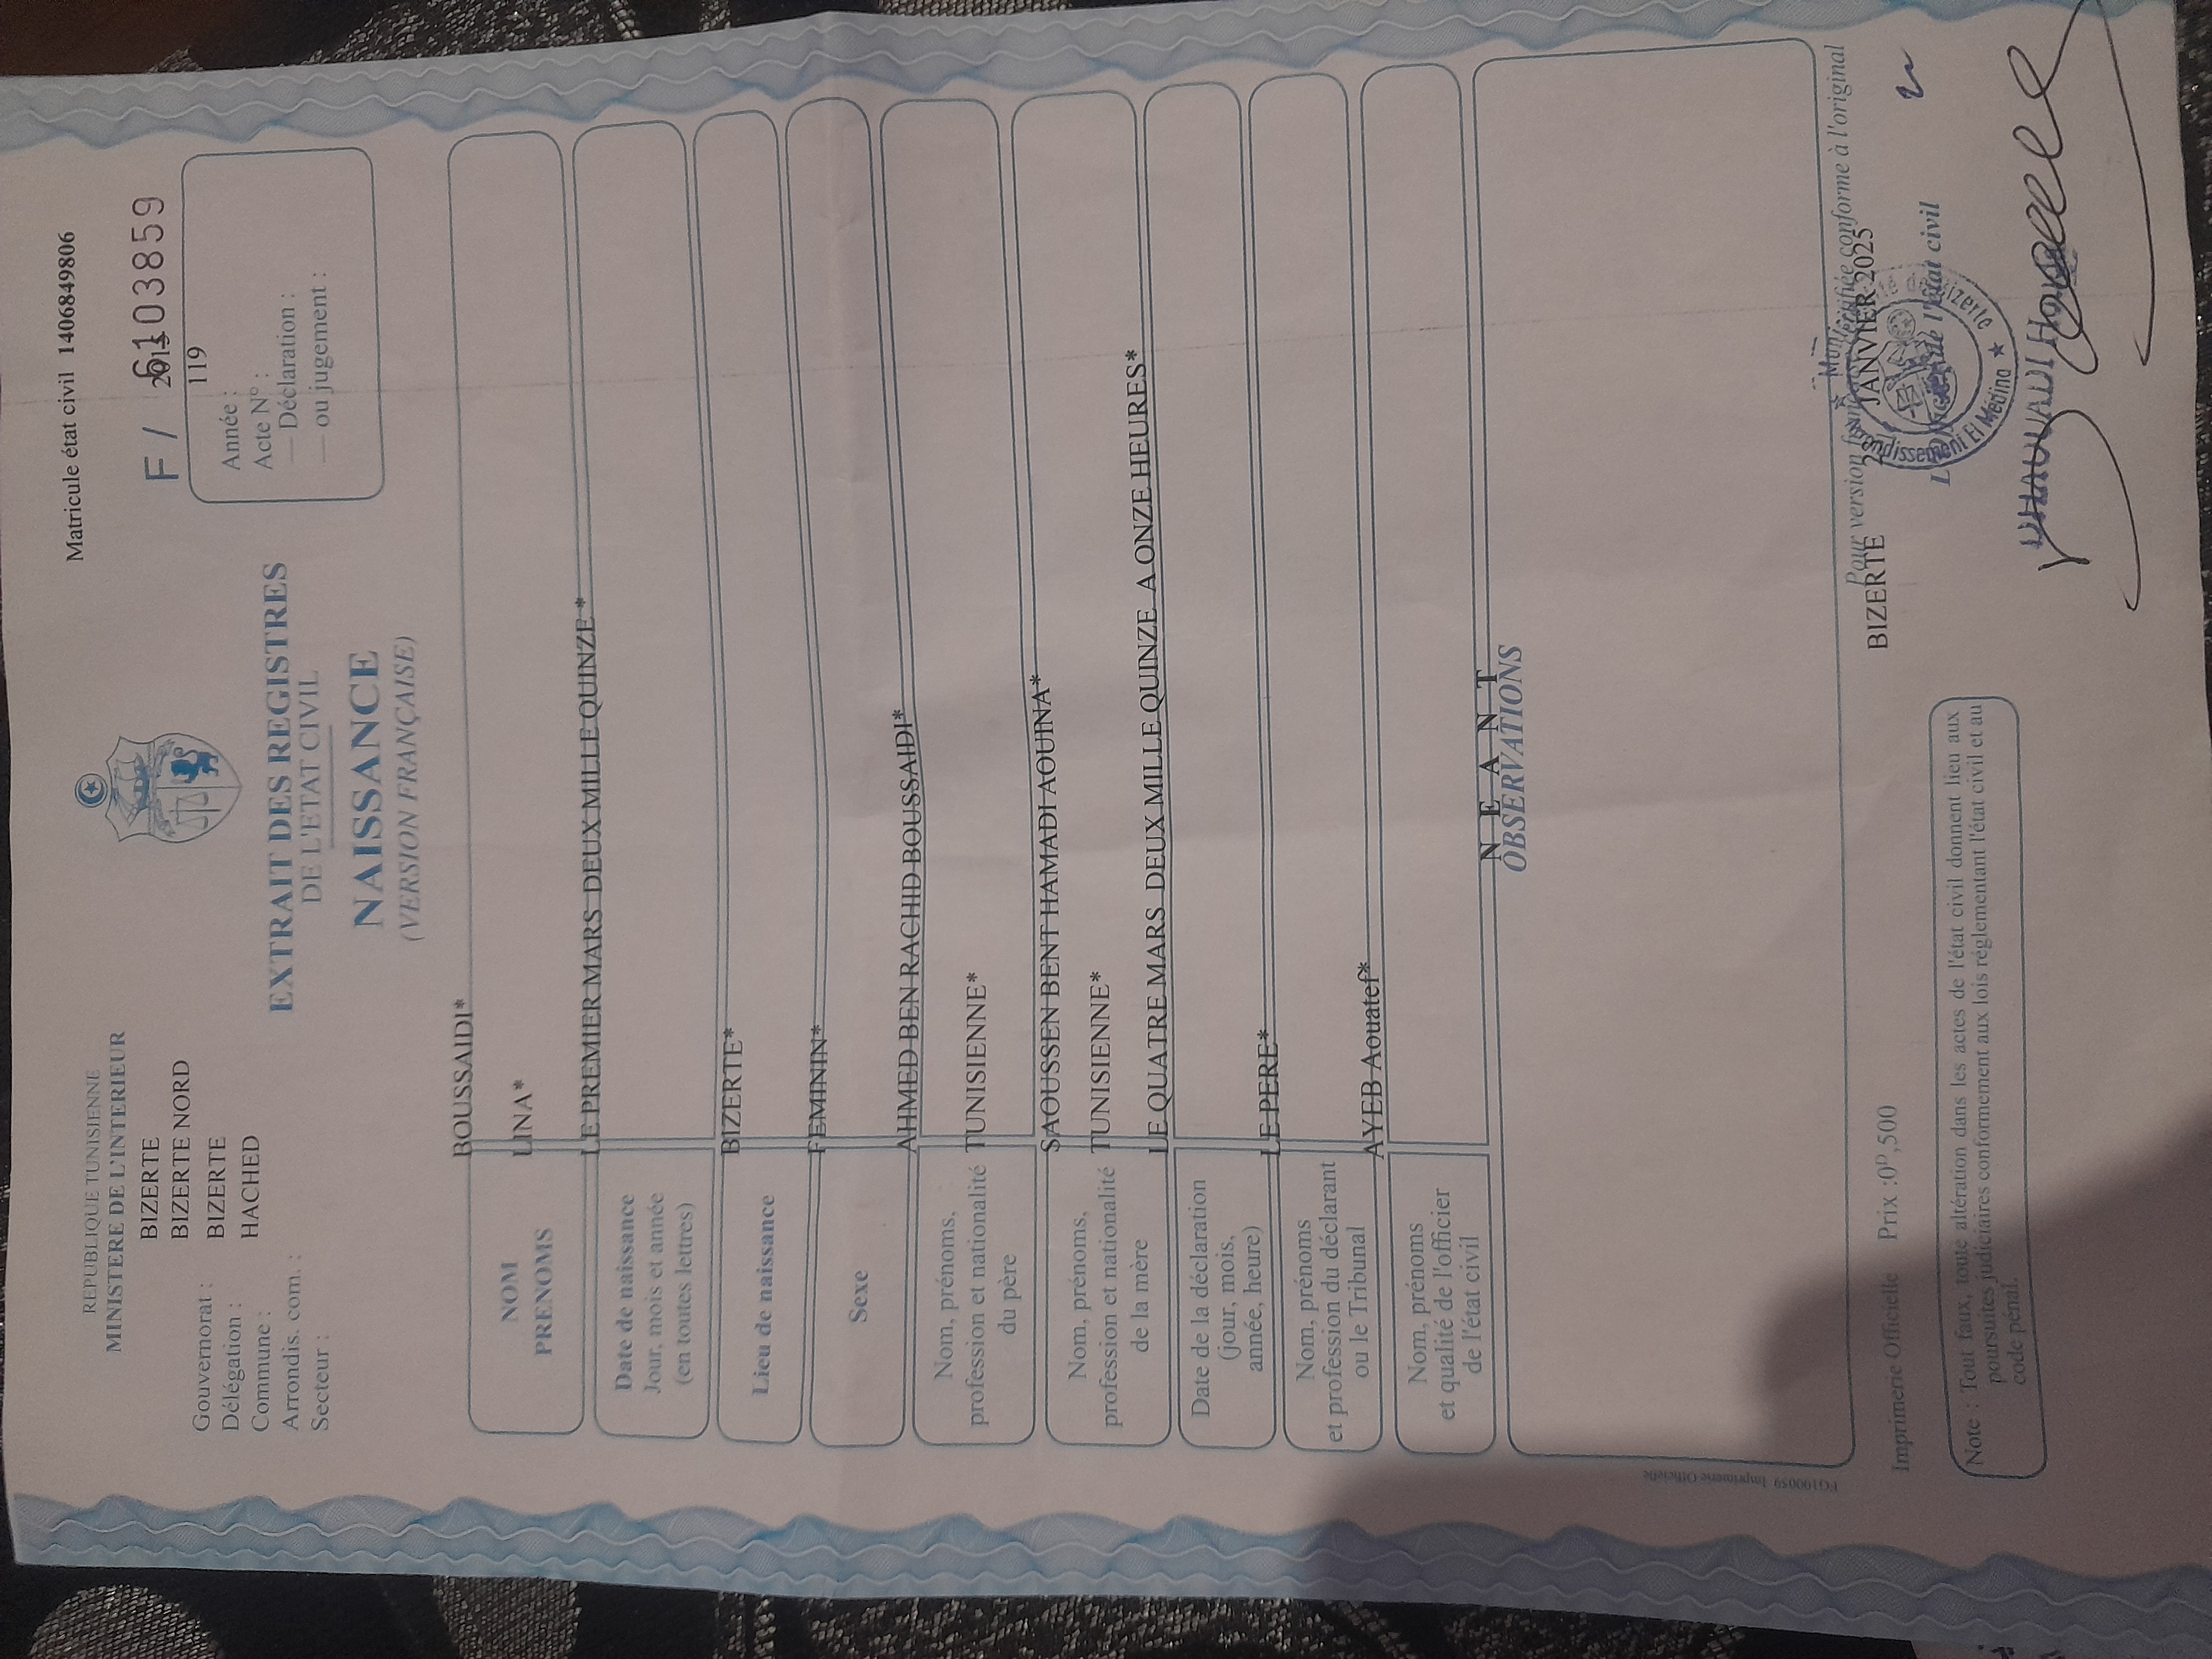 REPUBLIQUE TUNISIENNE
MINISTERE DE L'INTERIEUR
Matricule état civil 1406849806
F / 6103859
Gouvernorat : BIZERTE
Délégation : BIZERTE NORD
Commune : BIZERTE
Arrondis. com. : HACHED
Secteur :
Année : 2015
Acte N° : 119
— Déclaration :
— ou jugement :
EXTRAIT DES REGISTRES
DE L'ETAT CIVIL
NAISSANCE
(VERSION FRANÇAISE)
NOM BOUSSAIDI*
PRENOMS LINA*
Date de naissance LE PREMIER MARS DEUX MILLE QUINZE *
Jour, mois et année
(en toutes lettres)
Lieu de naissance BIZERTE*
Sexe FEMININ*
Nom, prénoms, AHMED BEN RACHID BOUSSAIDI*
profession et nationalité TUNISIENNE*
du père
Nom, prénoms, SAOUSSEN BENT HAMADI AOUNA*
profession et nationalité TUNISIENNE*
de la mère
Date de la déclaration LE QUATRE MARS DEUX MILLE QUINZE A ONZE HEURES*
(jour, mois,
année, heure)
Nom, prénoms LE PERE*
et profession du déclarant
ou le Tribunal
Nom, prénoms AYEB Aouatef*
et qualité de l'officier
de l'état civil
N E A N T
OBSERVATIONS
FG100059 Imprimerie Officielle
Imprimerie Officielle Prix :0ᴰ,500
Pour version conforme à l'original
BIZERTE JANVIER 2025
de l'état civil
de Bizerte
Arrondissement El Médina ★
Note : Tout faux, toute altération dans les actes de l'état civil donnent lieu aux
poursuites judiciaires conformement aux lois réglementant l'état civil et au
code pénal.